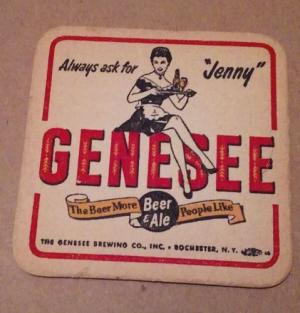 Always ask for "Jenny"
GENESEE
The Beer More Beer & Ale People Like
THE GENESEE BREWING CO., INC. • ROCHESTER, N. Y.